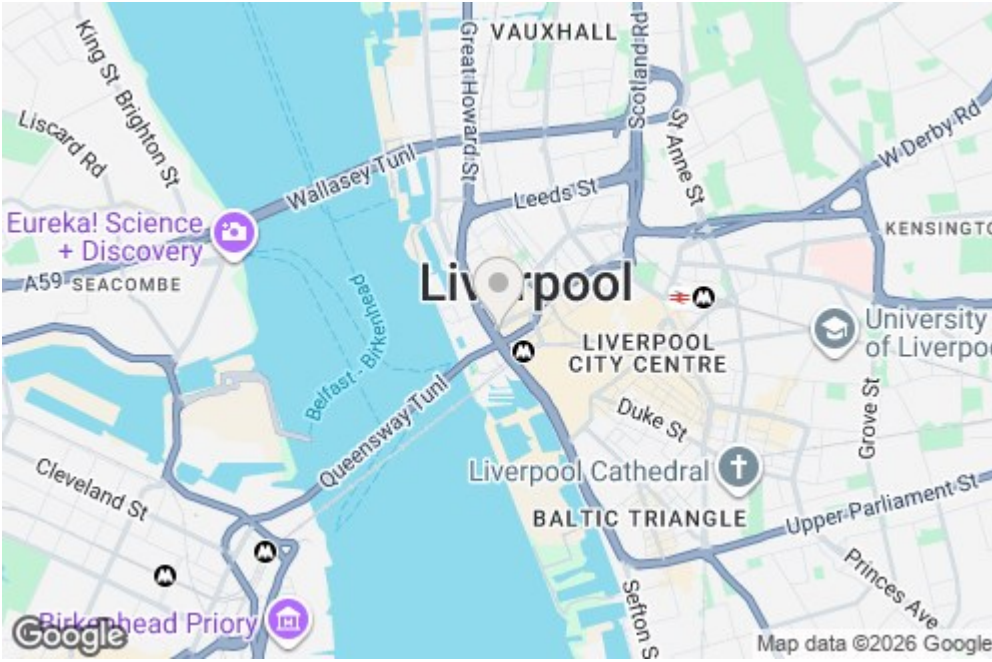 VAUXHALL
King St
Brighton St
Great Howard St
Scotland Rd
St Anne St
W Derby Rd
Liscard Rd
Wallasey Tunl
Leeds St
Eureka! Science
+ Discovery
A59
SEACOMBE
KENSINGTO
Liverpool
Belfast - Birkenhead
LIVERPOOL
CITY CENTRE
University
of Liverpoo
Queensway Tunl
Duke St
Grove St
Cleveland St
Liverpool Cathedral
BALTIC TRIANGLE
Upper Parliament St
Princes Ave
Sefton S
Birkenhead Priory
Google
Map data ©2026 Google